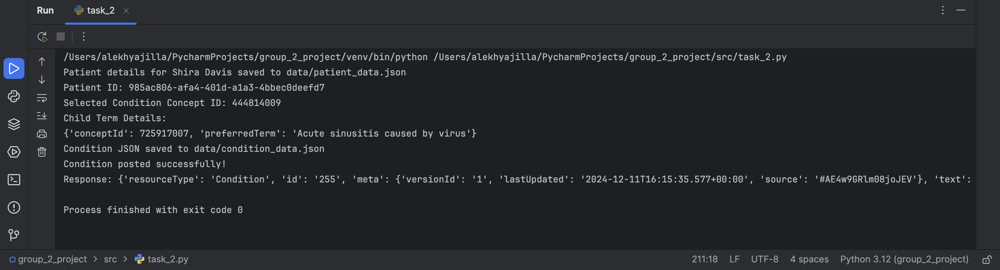 Run task_2
/Users/alekhyajilla/PycharmProjects/group_2_project/venv/bin/python /Users/alekhyajilla/PycharmProjects/group_2_project/src/task_2.py
Patient details for Shira Davis saved to data/patient_data.json
Patient ID: 985ac806-afa4-401d-a1a3-4bbec0deefd7
Selected Condition Concept ID: 444814009
Child Term Details:
{'conceptId': 725917007, 'preferredTerm': 'Acute sinusitis caused by virus'}
Condition JSON saved to data/condition_data.json
Condition posted successfully!
Response: {'resourceType': 'Condition', 'id': '255', 'meta': {'versionId': '1', 'lastUpdated': '2024-12-11T16:15:35.577+00:00', 'source': '#AE4w9GRlm08joJEV'}, 'text':
Process finished with exit code 0
group_2_project > src > task_2.py 211:18 LF UTF-8 4 spaces Python 3.12 (group_2_project)